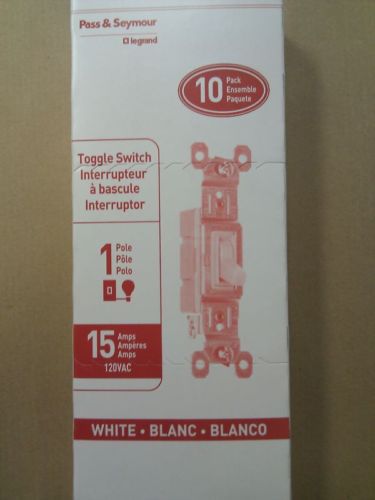 Pass & Seymour
legrand
10 Pack
Ensemble
Paquete
Toggle Switch
Interrupteur
à bascule
Interruptor
1 Pole
Pôle
Polo
15 Amps
Ampères
Amps
120VAC
WHITE • BLANC • BLANCO